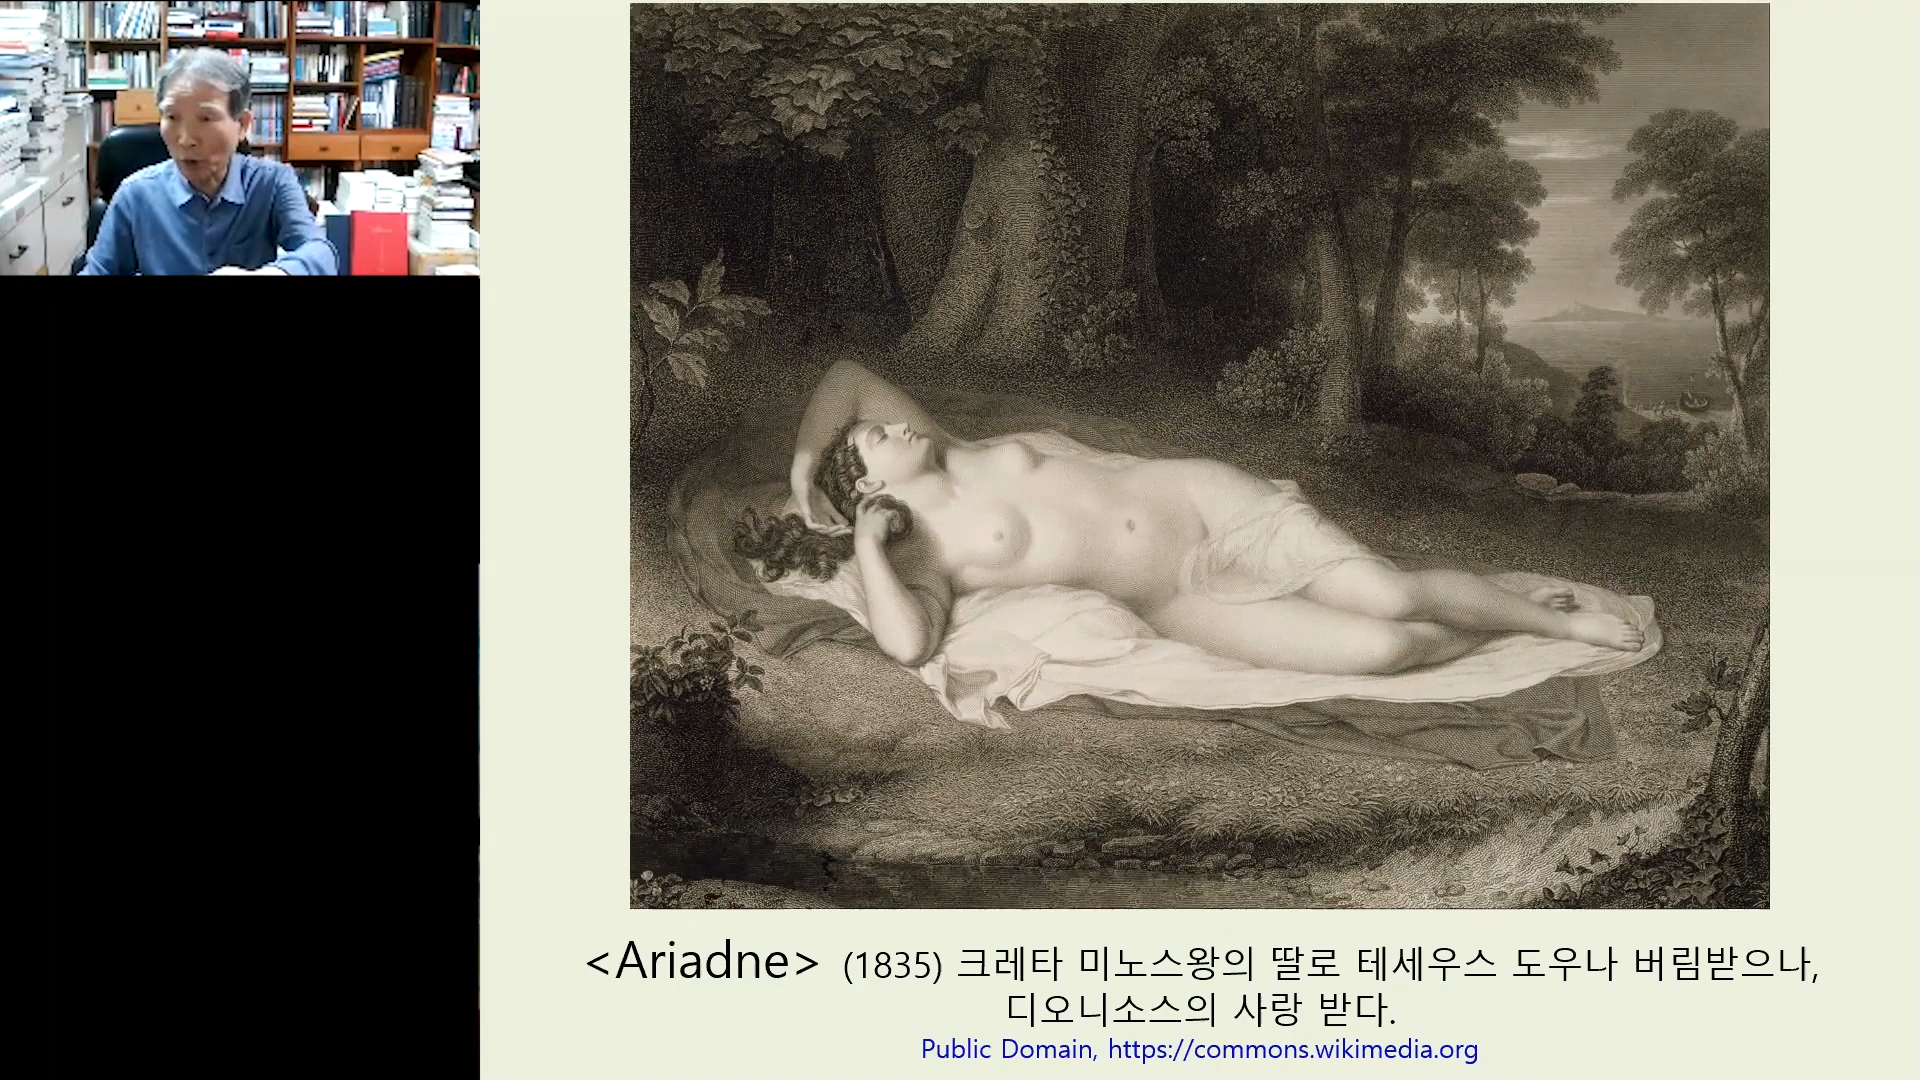 <Ariadne> (1835) 크레타 미노스왕의 딸로 테세우스 도우나 버림받으나,
디오니소스의 사랑 받다.
Public Domain, https://commons.wikimedia.org